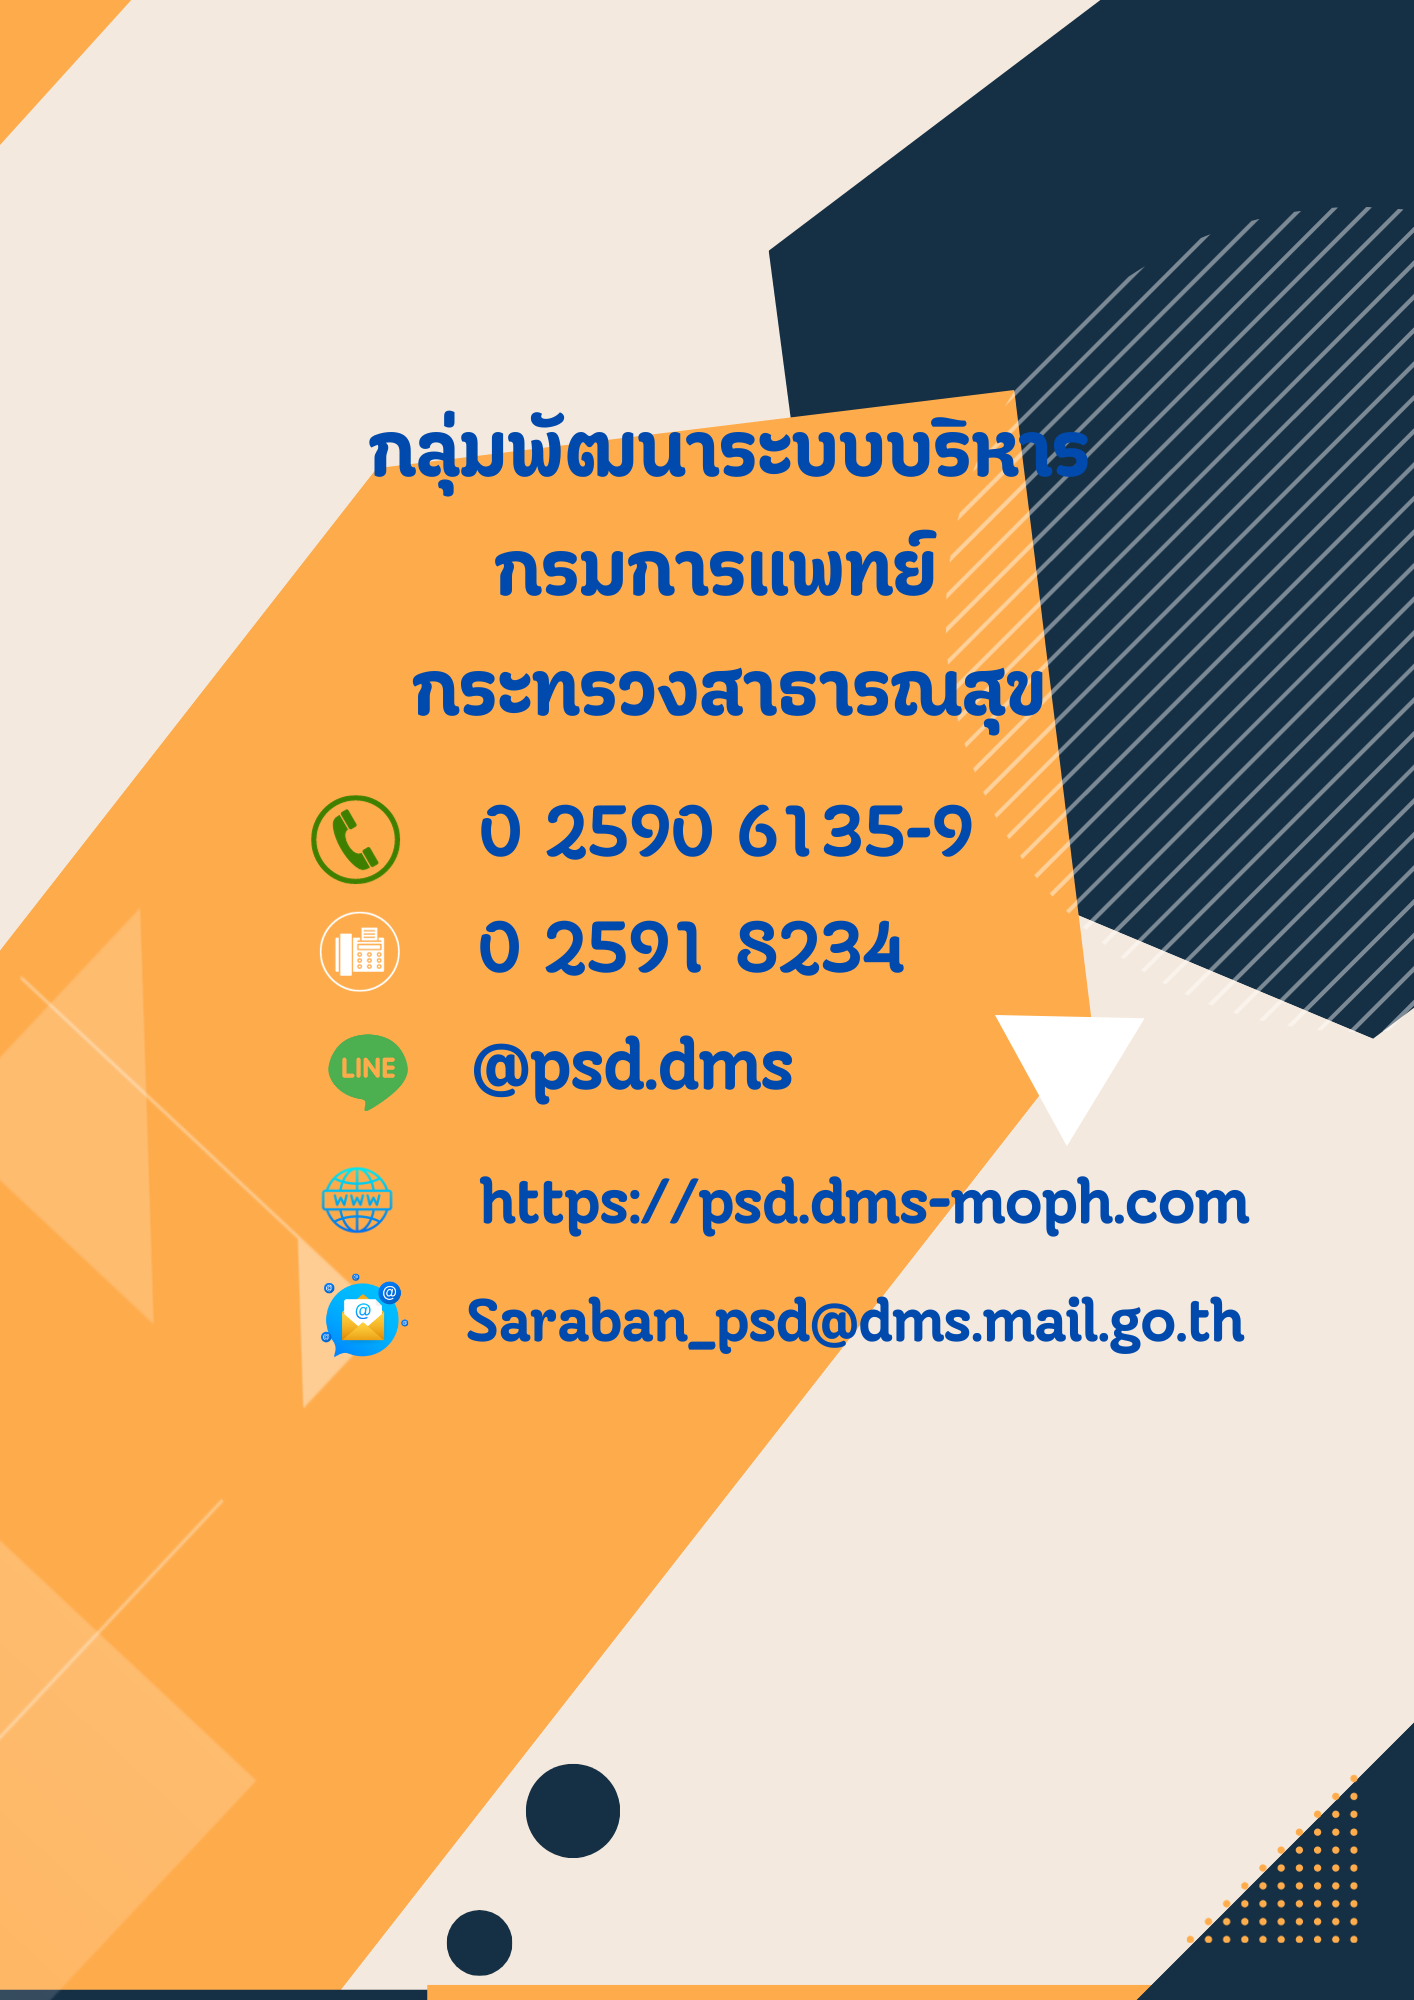 กลุ่มพัฒนาระบบบริหาร
กรมการแพทย์
กระทรวงสาธารณสุข
0 2590 6135-9
0 2591 8234
LINE @psd.dms
WWW https://psd.dms-moph.com
Saraban_psd@dms.mail.go.th